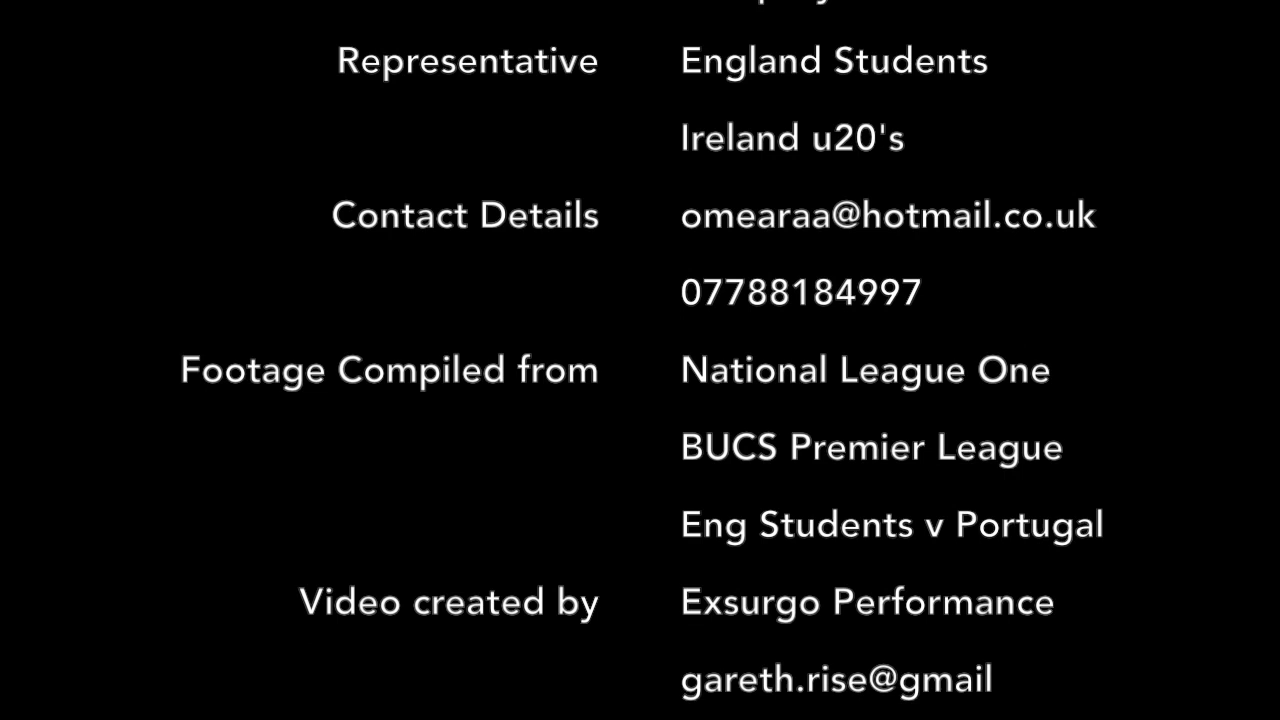 Representative England Students
Ireland u20's
Contact Details omearaa@hotmail.co.uk
07788184997
Footage Compiled from National League One
BUCS Premier League
Eng Students v Portugal
Video created by Exsurgo Performance
gareth.rise@gmail